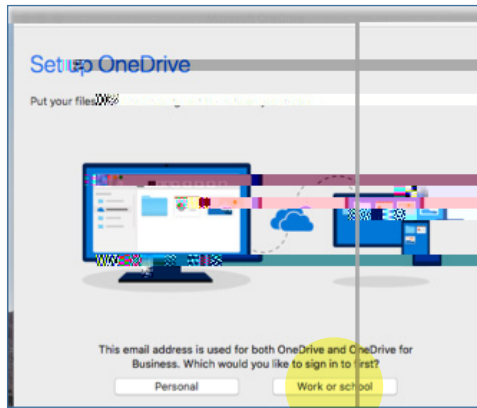 Set up OneDrive
Put your files
This email address is used for both OneDrive and OneDrive for
Business. Which would you like to sign in to first?
Personal
Work or school